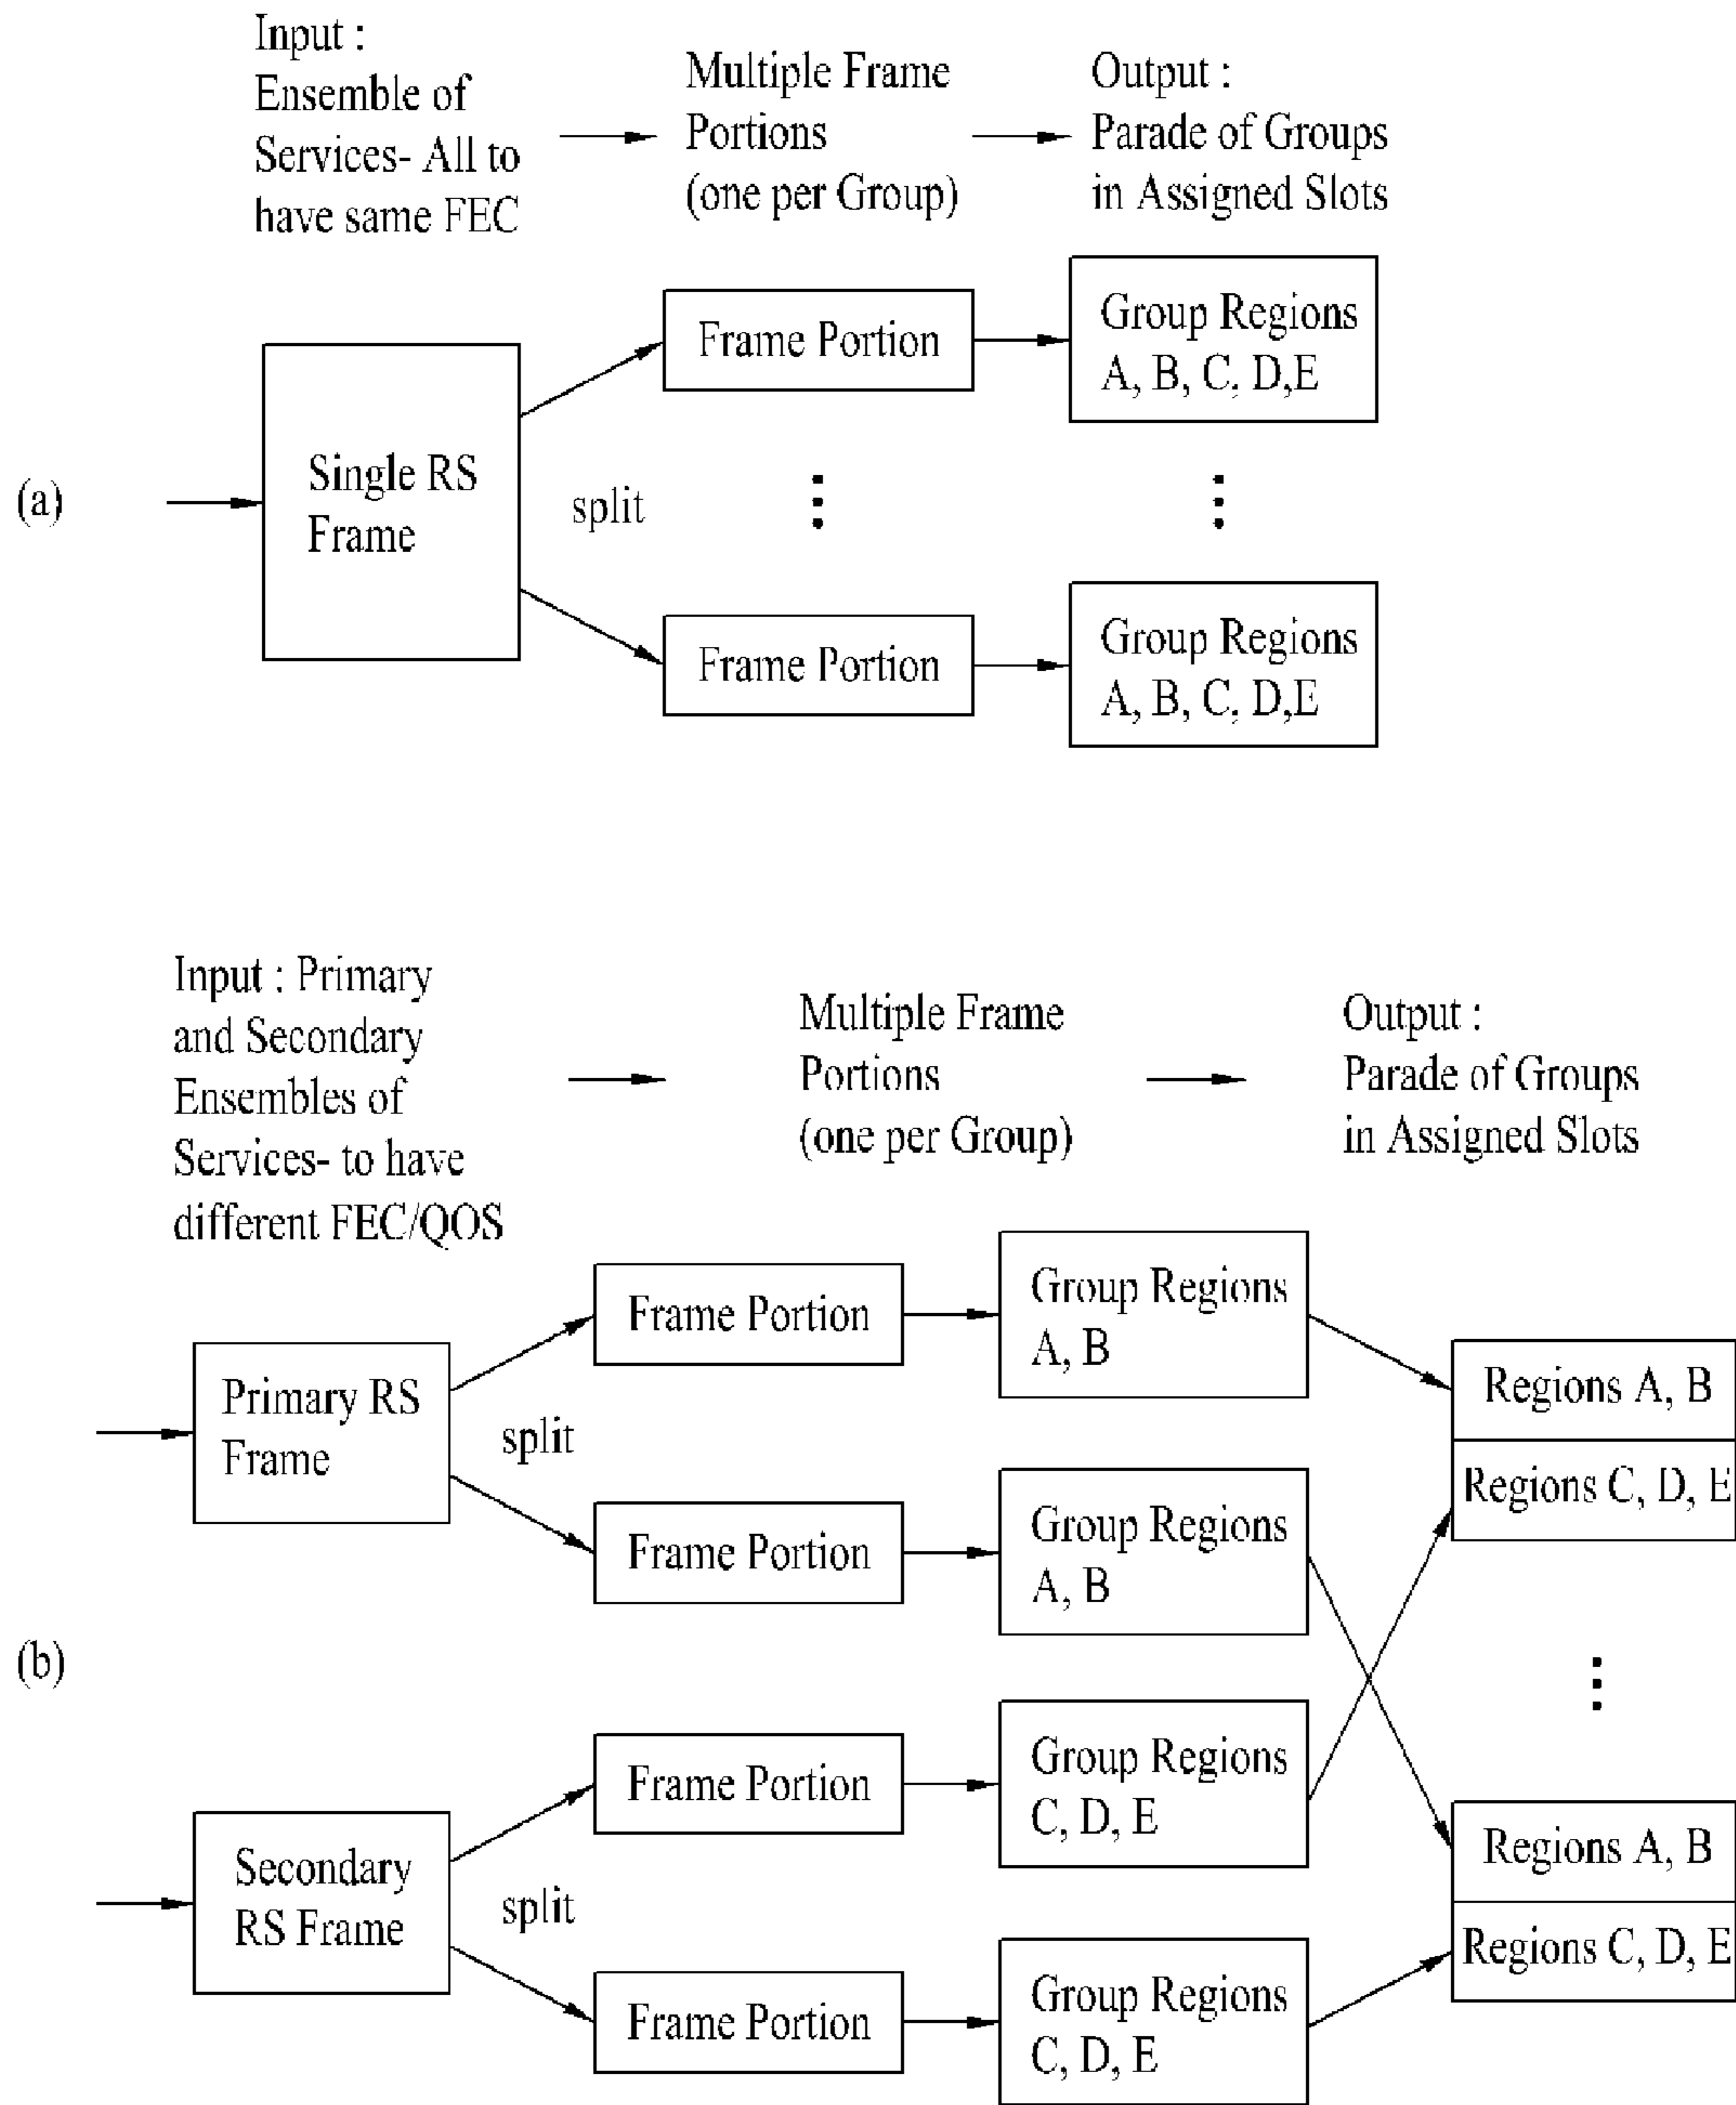 Input :
Ensemble of
Services- All to
have same FEC
Multiple Frame
Portions
(one per Group)
Output :
Parade of Groups
in Assigned Slots
(a)
Single RS
Frame
split
Frame Portion
Group Regions
A, B, C, D,E
Frame Portion
Group Regions
A, B, C, D,E
Input : Primary
and Secondary
Ensembles of
Services- to have
different FEC/QOS
Multiple Frame
Portions
(one per Group)
Output :
Parade of Groups
in Assigned Slots
(b)
Primary RS
Frame
split
Frame Portion
Group Regions
A, B
Frame Portion
Group Regions
A, B
Secondary
RS Frame
split
Frame Portion
Group Regions
C, D, E
Frame Portion
Group Regions
C, D, E
Regions A, B
Regions C, D, E
Regions A, B
Regions C, D, E